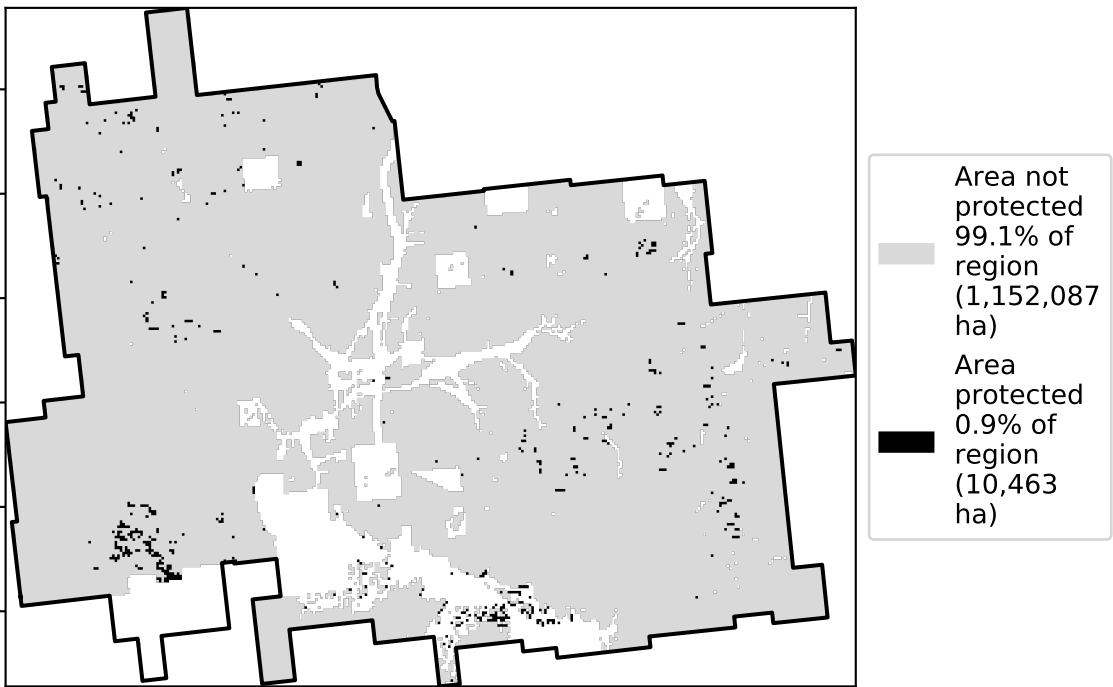 Area not
protected
99.1% of
region
(1,152,087
ha)
Area
protected
0.9% of
region
(10,463
ha)